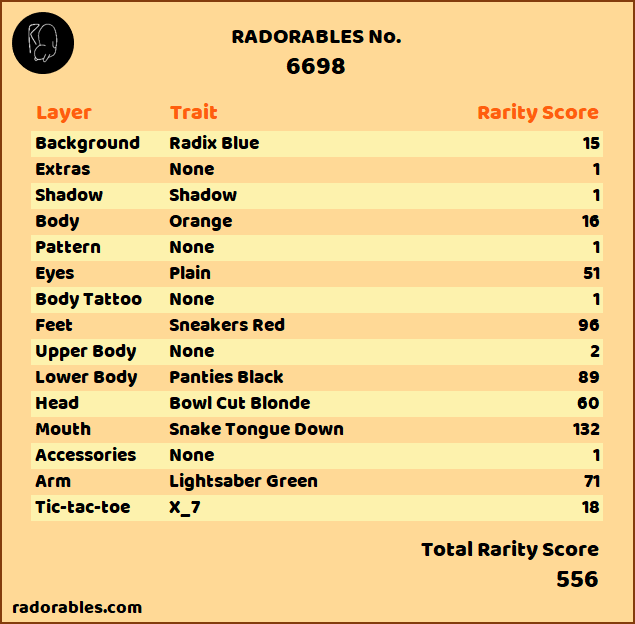 RADORABLES No.
6698
Layer Trait Rarity Score
Background Radix Blue 15
Extras None 1
Shadow Shadow 1
Body Orange 16
Pattern None 1
Eyes Plain 51
Body Tattoo None 1
Feet Sneakers Red 96
Upper Body None 2
Lower Body Panties Black 89
Head Bowl Cut Blonde 60
Mouth Snake Tongue Down 132
Accessories None 1
Arm Lightsaber Green 71
Tic-tac-toe X_7 18
Total Rarity Score
556
radorables.com